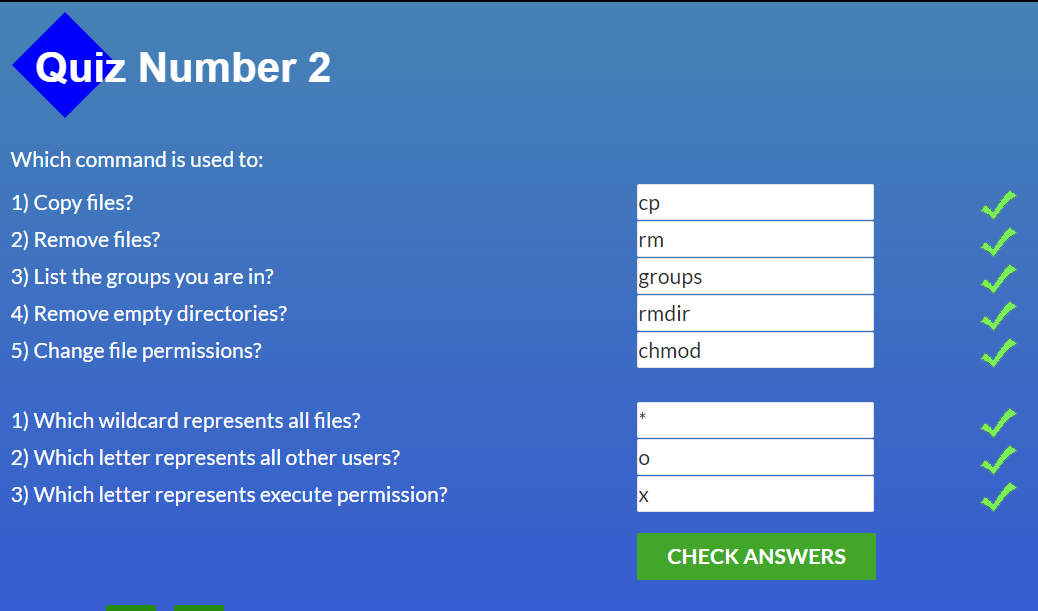 Quiz Number 2
Which command is used to:
1) Copy files? cp
2) Remove files? rm
3) List the groups you are in? groups
4) Remove empty directories? rmdir
5) Change file permissions? chmod
1) Which wildcard represents all files? *
2) Which letter represents all other users? o
3) Which letter represents execute permission? x
CHECK ANSWERS